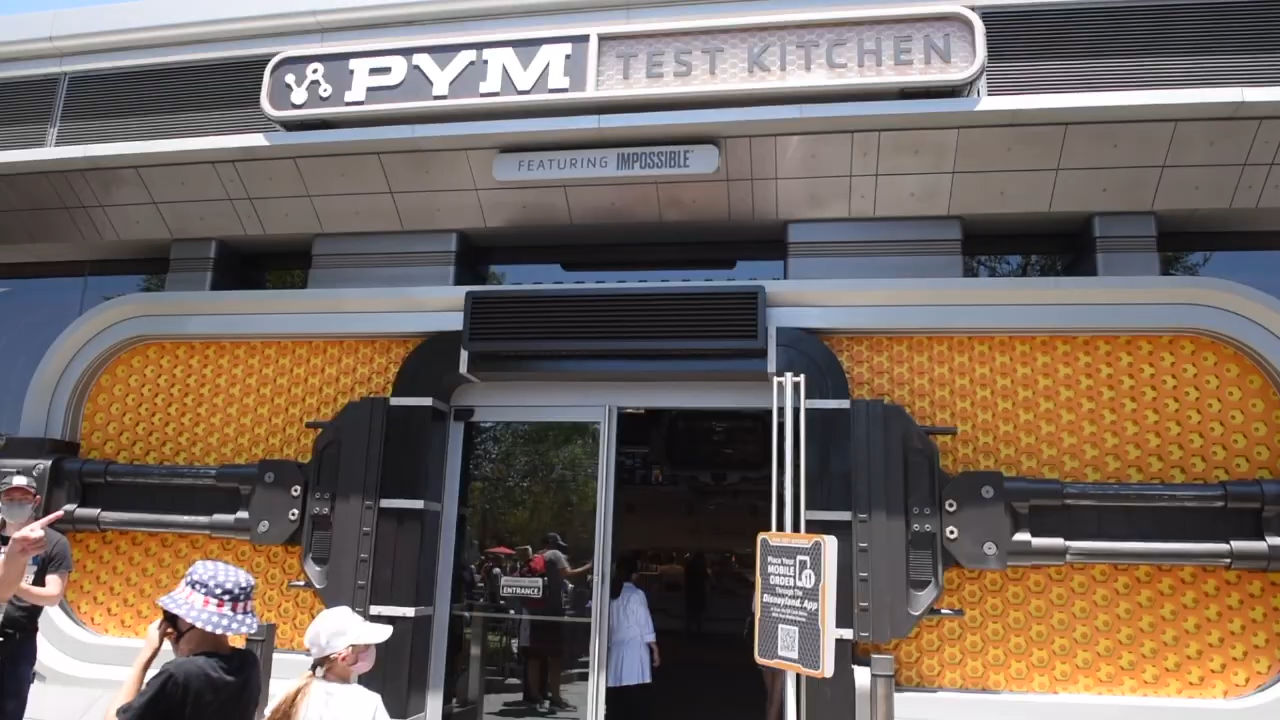 PYM TEST KITCHEN
FEATURING IMPOSSIBLE
ENTRANCE
Place Your
MOBILE
ORDER
Through The
Disneyland App